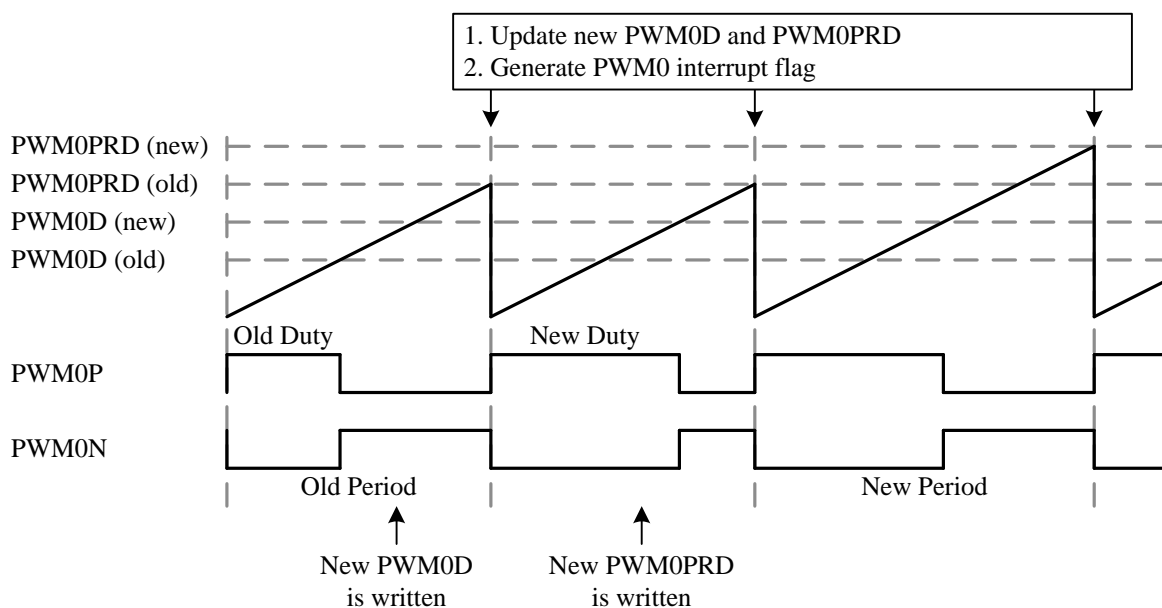 1. Update new PWM0D and PWM0PRD
2. Generate PWM0 interrupt flag
PWM0PRD (new)
PWM0PRD (old)
PWM0D (new)
PWM0D (old)
Old Duty
New Duty
PWM0P
PWM0N
Old Period
New Period
New PWM0D
is written
New PWM0PRD
is written